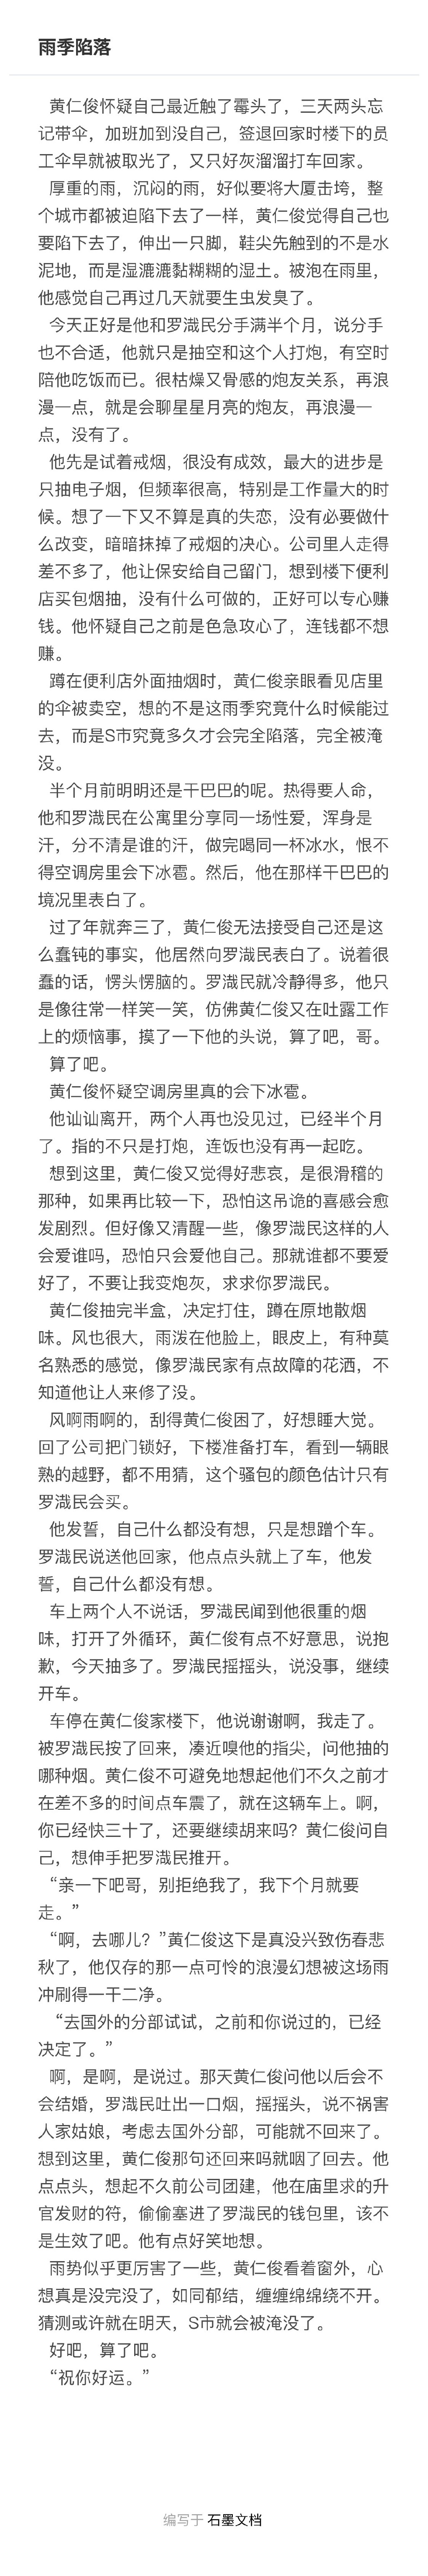 雨季陷落
黄仁俊怀疑自己最近触了霉头了，三天两头忘
记带伞，加班加到没自己，签退回家时楼下的员
工伞早就被取光了，又只好灰溜溜打车回家。
厚重的雨，沉闷的雨，好似要将大厦击垮，整
个城市都被迫陷下去了一样，黄仁俊觉得自己也
要陷下去了，伸出一只脚，鞋尖先触到的不是水
泥地，而是湿漉漉黏糊糊的湿土。被泡在雨里，
他感觉自己再过几天就要生虫发臭了。
今天正好是他和罗渽民分手满半个月，说分手
也不合适，他就只是抽空和这个人打炮，有空时
陪他吃饭而已。很枯燥又骨感的炮友关系，再浪
漫一点，就是会聊星星月亮的炮友，再浪漫一
点，没有了。
他先是试着戒烟，很没有成效，最大的进步是
只抽电子烟，但频率很高，特别是工作量大的时
候。想了一下又不算是真的失恋，没有必要做什
么改变，暗暗抹掉了戒烟的决心。公司里人走得
差不多了，他让保安给自己留门，想到楼下便利
店买包烟抽，没有什么可做的，正好可以专心赚
钱。他怀疑自己之前是色急攻心了，连钱都不想
赚。
蹲在便利店外面抽烟时，黄仁俊亲眼看见店里
的伞被卖空，想的不是这雨季究竟什么时候能过
去，而是S市究竟多久才会完全陷落，完全被淹
没。
半个月前明明还是干巴巴的呢。热得要人命，
他和罗渽民在公寓里分享同一场性爱，浑身是
汗，分不清是谁的汗，做完喝同一杯冰水，恨不
得空调房里会下冰雹。然后，他在那样干巴巴的
境况里表白了。
过了年就奔三了，黄仁俊无法接受自己还是这
么蠢钝的事实，他居然向罗渽民表白了。说着很
蠢的话，愣头愣脑的。罗渽民就冷静得多，他只
是像往常一样笑一笑，仿佛黄仁俊又在吐露工作
上的烦恼事，摸了一下他的头说，算了吧，哥。
算了吧。
黄仁俊怀疑空调房里真的会下冰雹。
他讪讪离开，两个人再也没见过，已经半个月
了。指的不只是打炮，连饭也没有再一起吃。
想到这里，黄仁俊又觉得好悲哀，是很滑稽的
那种，如果再比较一下，恐怕这吊诡的喜感会愈
发剧烈。但好像又清醒一些，像罗渽民这样的人
会爱谁吗，恐怕只会爱他自己。那就谁都不要爱
好了，不要让我变炮灰，求求你罗渽民。
黄仁俊抽完半盒，决定打住，蹲在原地散烟
味。风也很大，雨泼在他脸上，眼皮上，有种莫
名熟悉的感觉，像罗渽民家有点故障的花洒，不
知道他让人来修了没。
风啊雨啊的，刮得黄仁俊困了，好想睡大觉。
回了公司把门锁好，下楼准备打车，看到一辆眼
熟的越野，都不用猜，这个骚包的颜色估计只有
罗渽民会买。
他发誓，自己什么都没有想，只是想蹭个车。
罗渽民说送他回家，他点点头就上了车，他发
誓，自己什么都没有想。
车上两个人不说话，罗渽民闻到他很重的烟
味，打开了外循环，黄仁俊有点不好意思，说抱
歉，今天抽多了。罗渽民摇摇头，说没事，继续
开车。
车停在黄仁俊家楼下，他说谢谢啊，我走了。
被罗渽民按了回来，凑近嗅他的指尖，问他抽的
哪种烟。黄仁俊不可避免地想起他们不久之前才
在差不多的时间点车震了，就在这辆车上。啊，
你已经快三十了，还要继续胡来吗？黄仁俊问自
己，想伸手把罗渽民推开。
“亲一下吧哥，别拒绝我了，我下个月就要
走。”
“啊，去哪儿？”黄仁俊这下是真没兴致伤春悲
秋了，他仅存的那一点可怜的浪漫幻想被这场雨
冲刷得一干二净。
“去国外的分部试试，之前和你说过的，已经
决定了。”
啊，是啊，是说过。那天黄仁俊问他以后会不
会结婚，罗渽民吐出一口烟，摇摇头，说不祸害
人家姑娘，考虑去国外分部，可能就不回来了。
想到这里，黄仁俊那句还回来吗就咽了回去。他
点点头，想起不久前公司团建，他在庙里求的升
官发财的符，偷偷塞进了罗渽民的钱包里，该不
是生效了吧。他有点好笑地想。
雨势似乎更厉害了一些，黄仁俊看着窗外，心
想真是没完没了，如同郁结，缠缠绵绵绕不开。
猜测或许就在明天，S市就会被淹没了。
好吧，算了吧。
“祝你好运。”
编写于 石墨文档